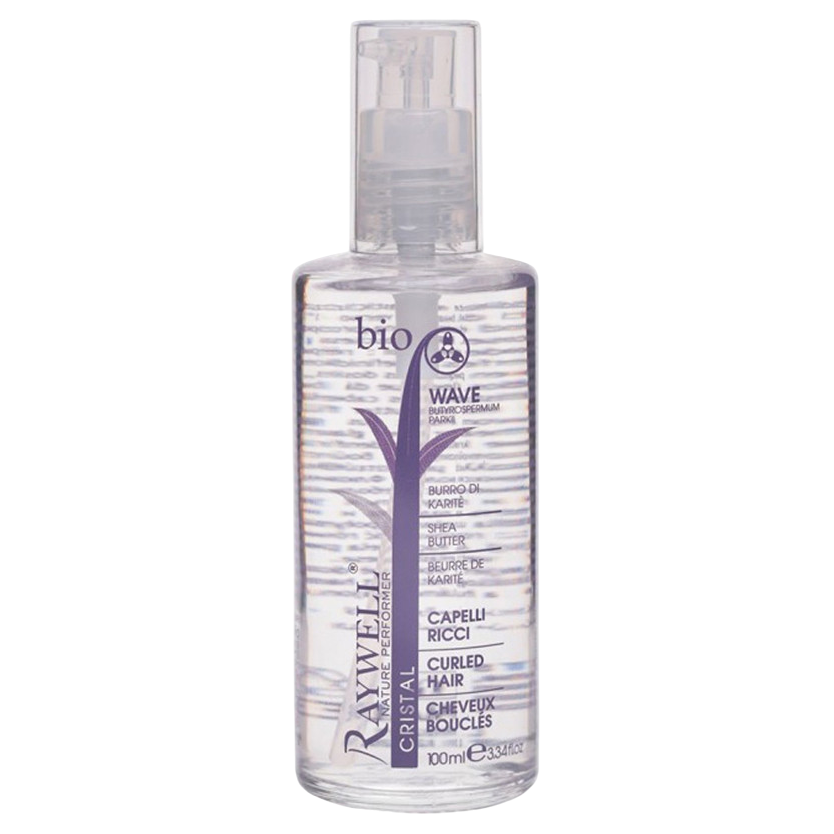 bio
WAVE
BUTYROSPERMUM
PARKII
BURRO DI
KARITÈ
SHEA
BUTTER
BEURRE DE
KARITÉ
CAPELLI
RICCI
CURLED
HAIR
CHEVEUX
BOUCLÉS
100ml e 3.34fl.oz
RAYWELL®
NATURE PERFORMER
CRISTAL